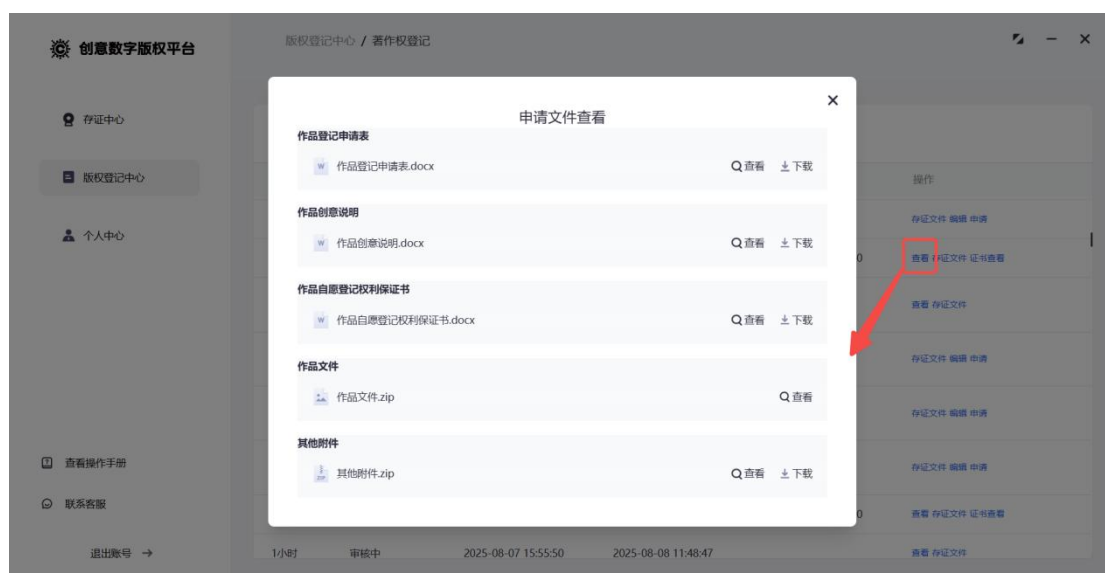 创意数字版权平台
版权登记中心 / 著作权登记
存证中心
版权登记中心
个人中心
查看操作手册
联系客服
退出账号
申请文件查看
作品登记申请表
作品登记申请表.docx 查看 下载
作品创意说明
作品创意说明.docx 查看 下载
作品自愿登记权利保证书
作品自愿登记权利保证书.docx 查看 下载
作品文件
作品文件.zip 查看
其他附件
其他附件.zip 查看 下载
操作
存证文件 编辑 申请
0 查看 存证文件 证书查看
查看 存证文件
存证文件 编辑 申请
存证文件 编辑 申请
存证文件 编辑 申请
0 查看 存证文件 证书查看
1小时 审核中 2025-08-07 15:55:50 2025-08-08 11:48:47 查看 存证文件